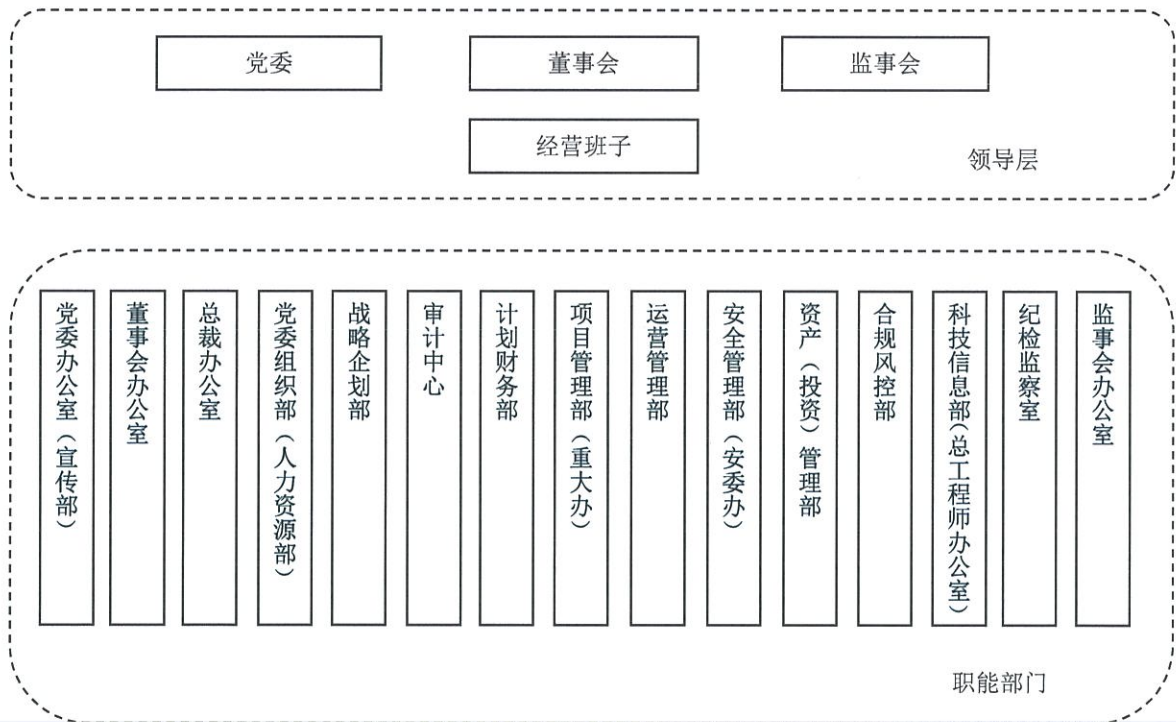 党委
董事会
监事会
经营班子
领导层
党委办公室（宣传部）
董事会办公室
总裁办公室
党委组织部（人力资源部）
战略企划部
审计中心
计划财务部
项目管理部（重大办）
运营管理部
安全管理部（安委办）
资产（投资）管理部
合规风控部
科技信息部（总工程师办公室）
纪检监察室
监事会办公室
职能部门